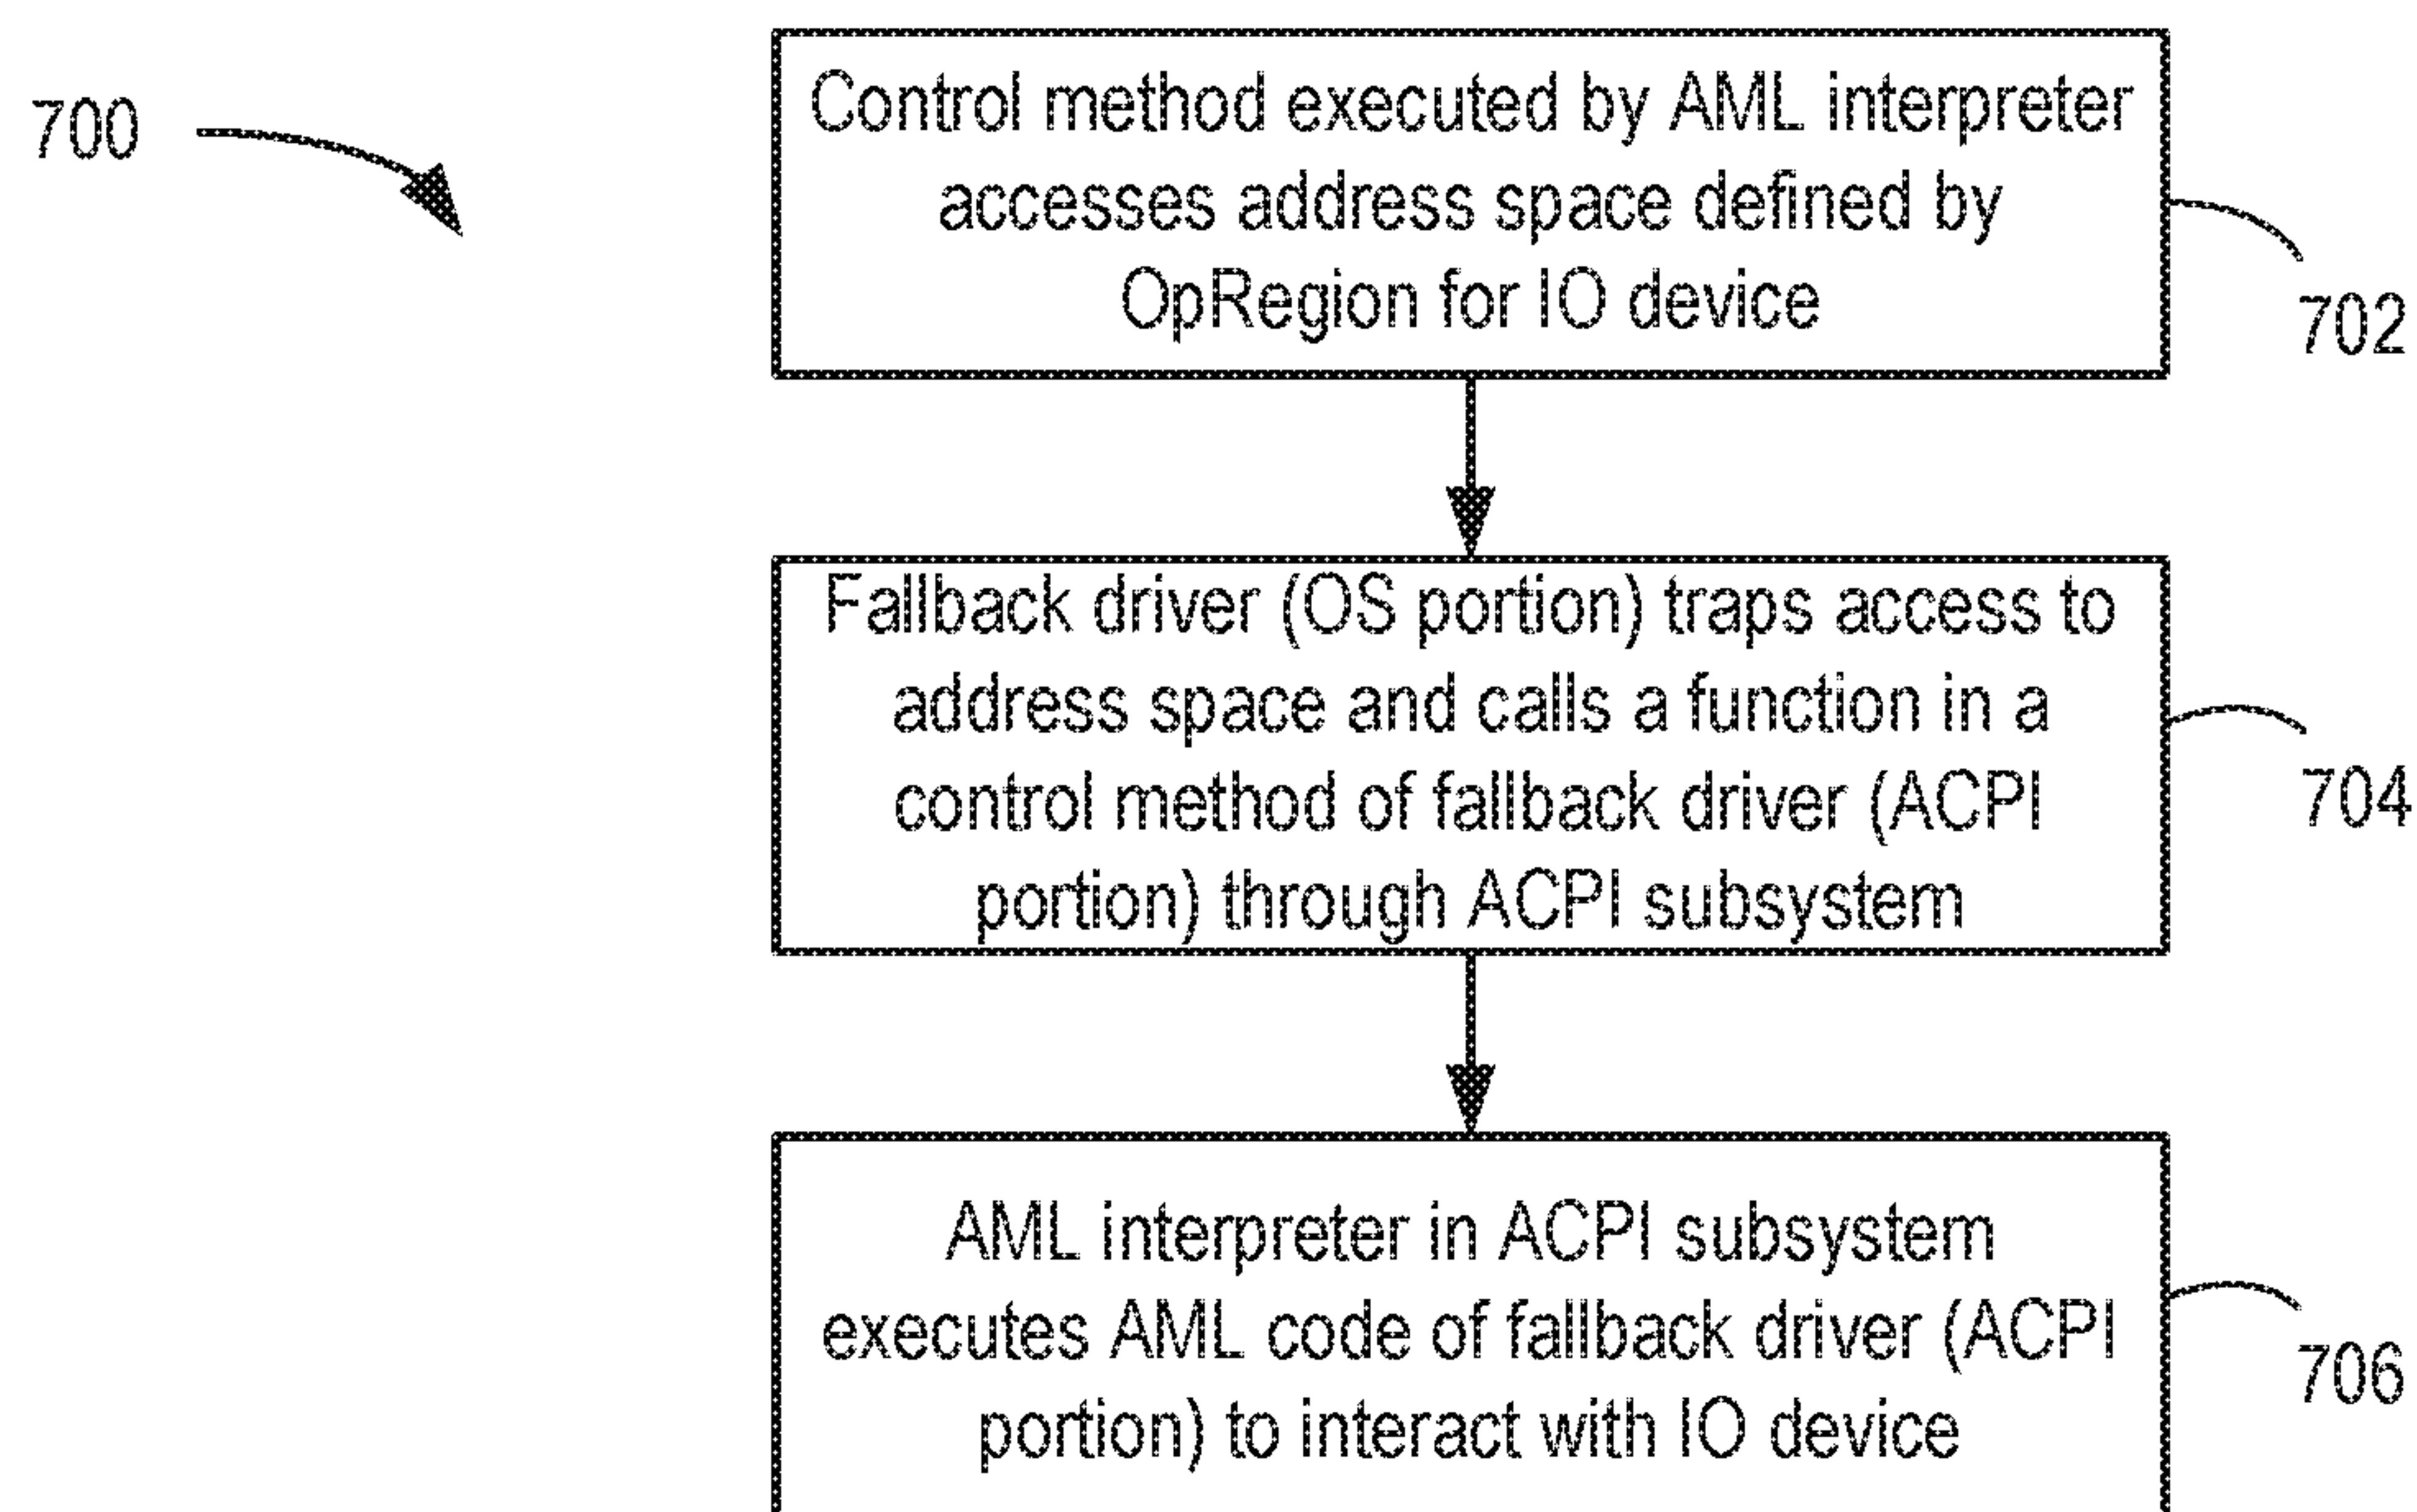 700
Control method executed by AML interpreter
accesses address space defined by
OpRegion for IO device
702
Fallback driver (OS portion) traps access to
address space and calls a function in a
control method of fallback driver (ACPI
portion) through ACPI subsystem
704
AML interpreter in ACPI subsystem
executes AML code of fallback driver (ACPI
portion) to interact with IO device
706